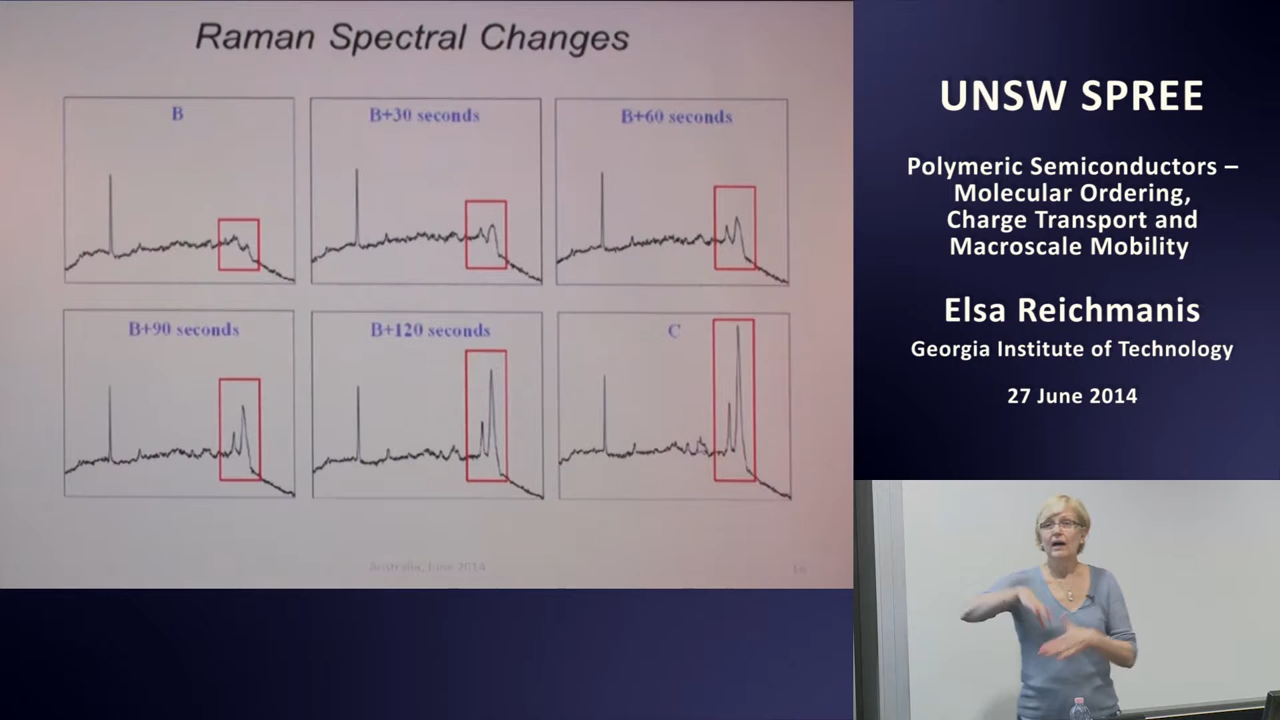 Raman Spectral Changes
B
B+30 seconds
B+60 seconds
B+90 seconds
B+120 seconds
C
Australia, June 2014
UNSW SPREE
Polymeric Semiconductors –
Molecular Ordering,
Charge Transport and
Macroscale Mobility
Elsa Reichmanis
Georgia Institute of Technology
27 June 2014